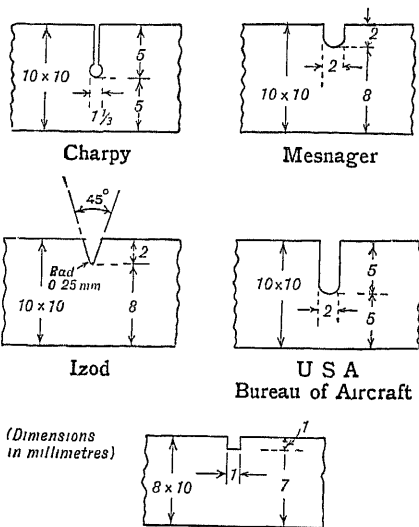 10 x 10
5
5
1 1/3
Charpy
10 x 10
2
2
8
Mesnager
45°
Rad
0 25 mm
10 x 10
2
8
Izod
10 x 10
5
5
2
U S A
Bureau of Aircraft
(Dimensions
in millimetres)
8 x 10
1
1
7